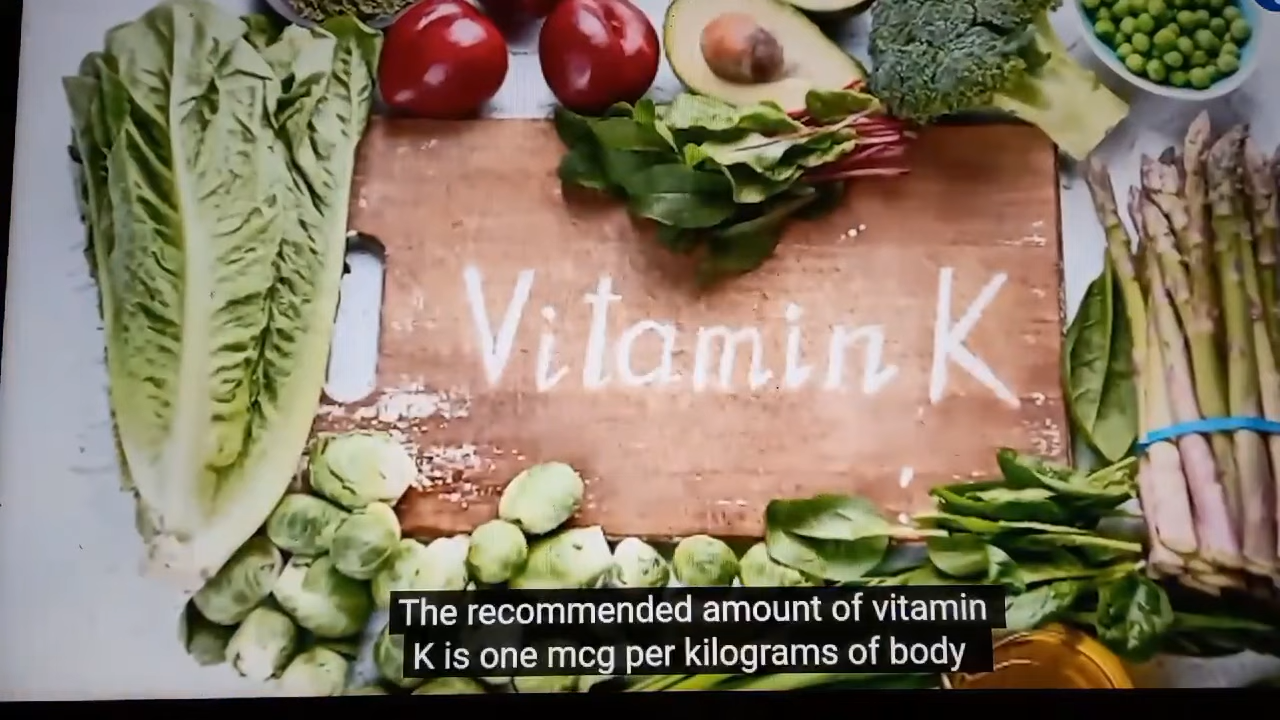 Vitamin K
The recommended amount of vitamin
K is one mcg per kilograms of body